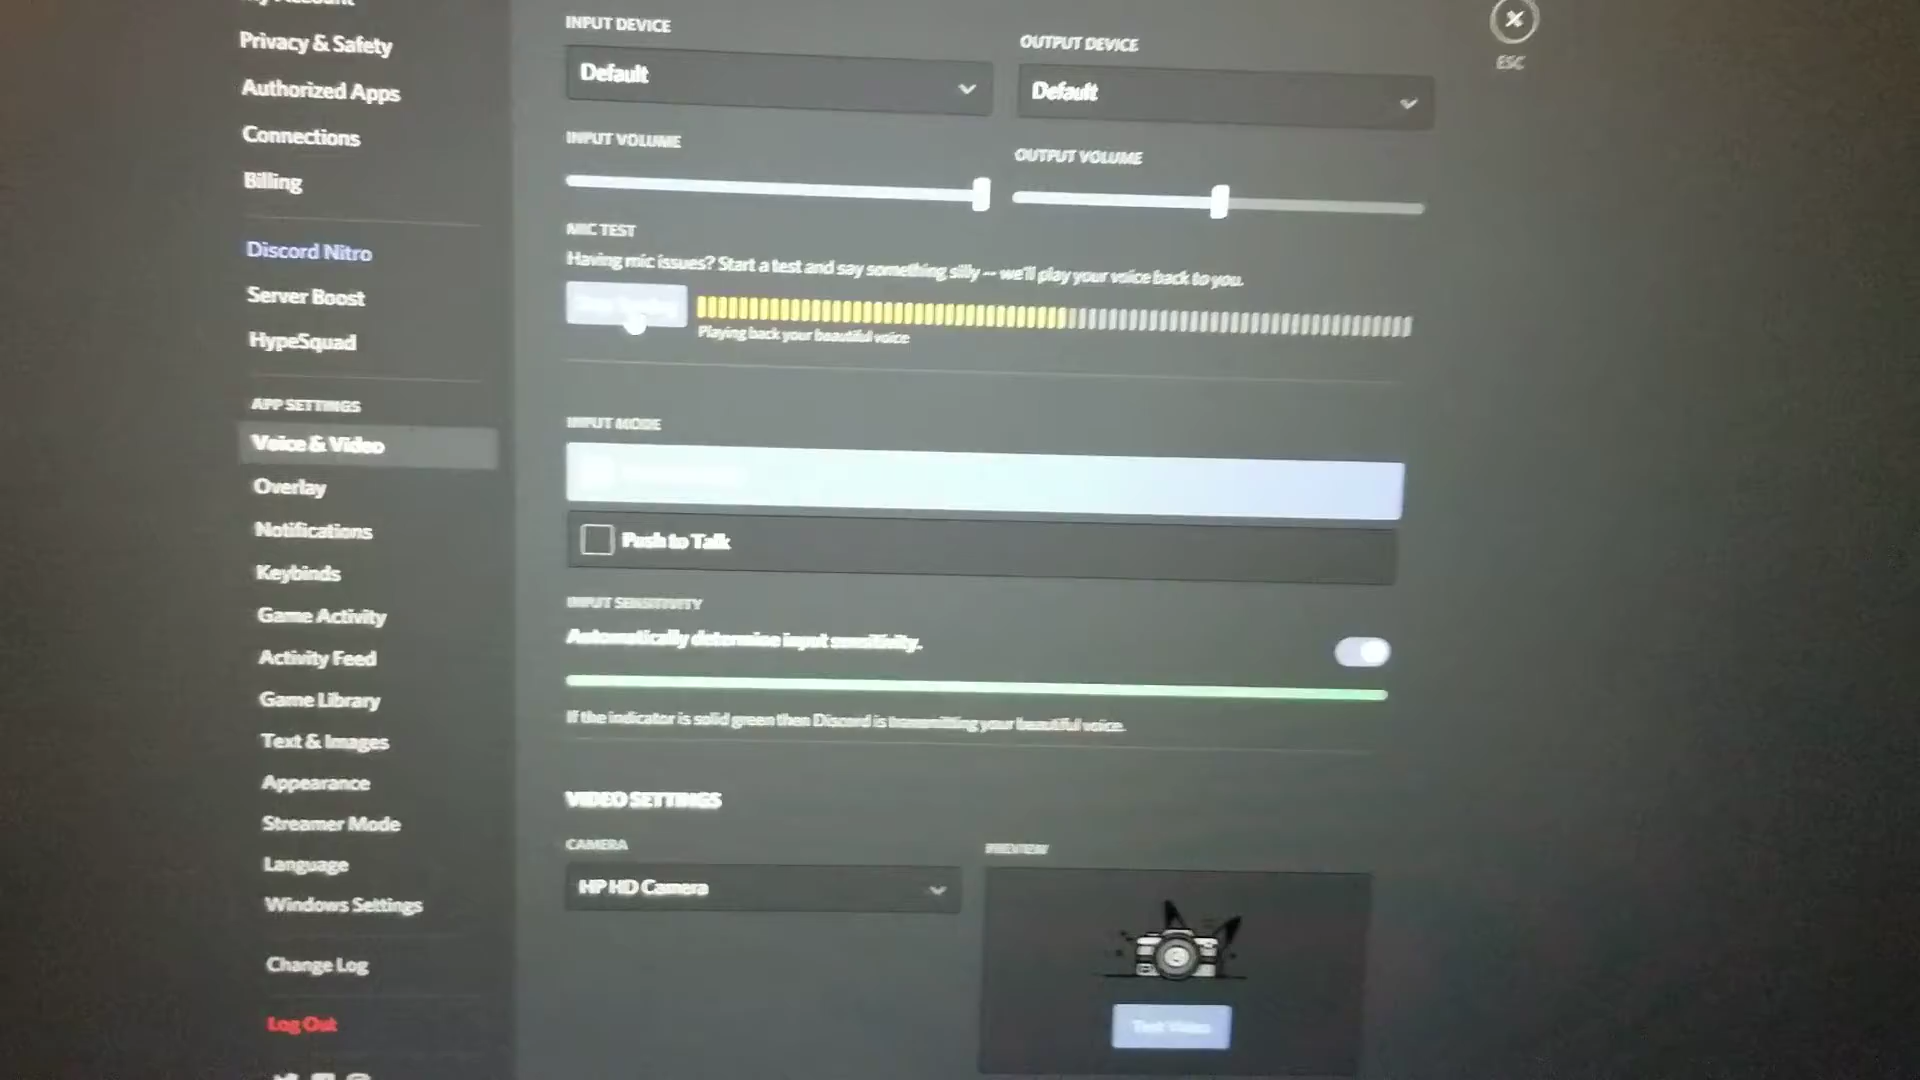 Privacy & Safety
Authorized Apps
Connections
Billing
Discord Nitro
Server Boost
HypeSquad
APP SETTINGS
Voice & Video
Overlay
Notifications
Keybinds
Game Activity
Activity Feed
Game Library
Text & Images
Appearance
Streamer Mode
Language
Windows Settings
Change Log
Log Out
INPUT DEVICE
Default
OUTPUT DEVICE
Default
INPUT VOLUME
OUTPUT VOLUME
MIC TEST
Having mic issues? Start a test and say something silly -- we'll play your voice back to you.
Playing back your beautiful voice
INPUT MODE
Push to Talk
INPUT SENSITIVITY
Automatically determine input sensitivity.
If the indicator is solid green then Discord is transmitting your beautiful voice.
VIDEO SETTINGS
CAMERA
HP HD Camera
PREVIEW
Test Video
ESC